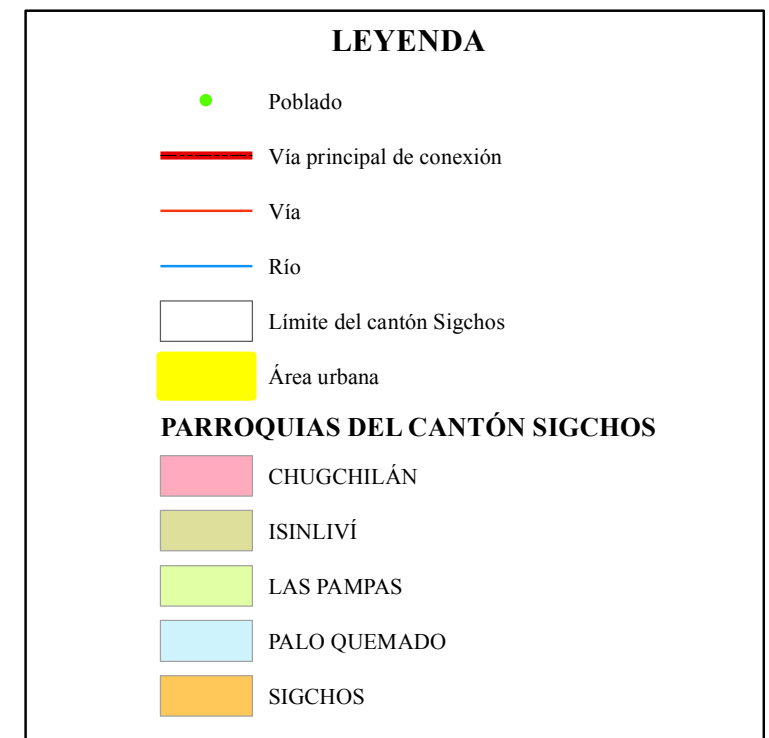 LEYENDA
Poblado
Vía principal de conexión
Vía
Río
Límite del cantón Sigchos
Área urbana
PARROQUIAS DEL CANTÓN SIGCHOS
CHUGCHILÁN
ISINLIVÍ
LAS PAMPAS
PALO QUEMADO
SIGCHOS